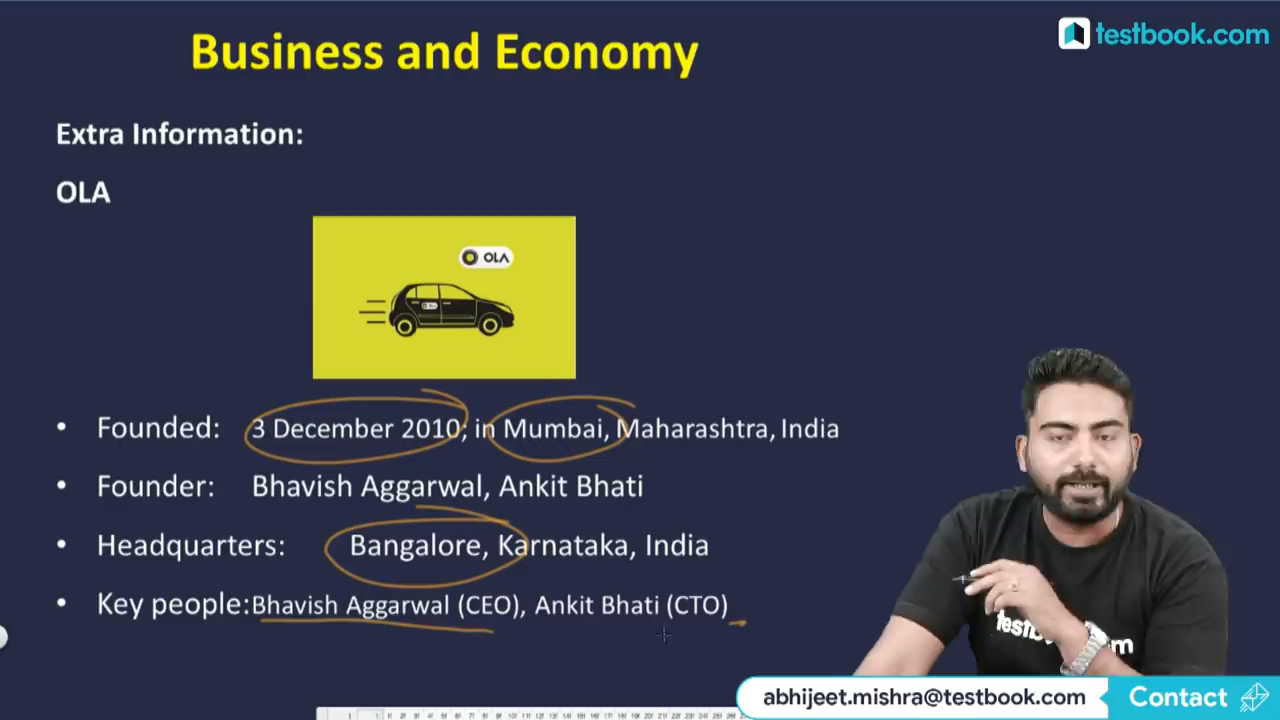 Business and Economy
testbook.com
Extra Information:
OLA
OLA
• Founded: 3 December 2010; in Mumbai, Maharashtra, India
• Founder: Bhavish Aggarwal, Ankit Bhati
• Headquarters: Bangalore, Karnataka, India
• Key people:Bhavish Aggarwal (CEO), Ankit Bhati (CTO)
abhijeet.mishra@testbook.com
Contact